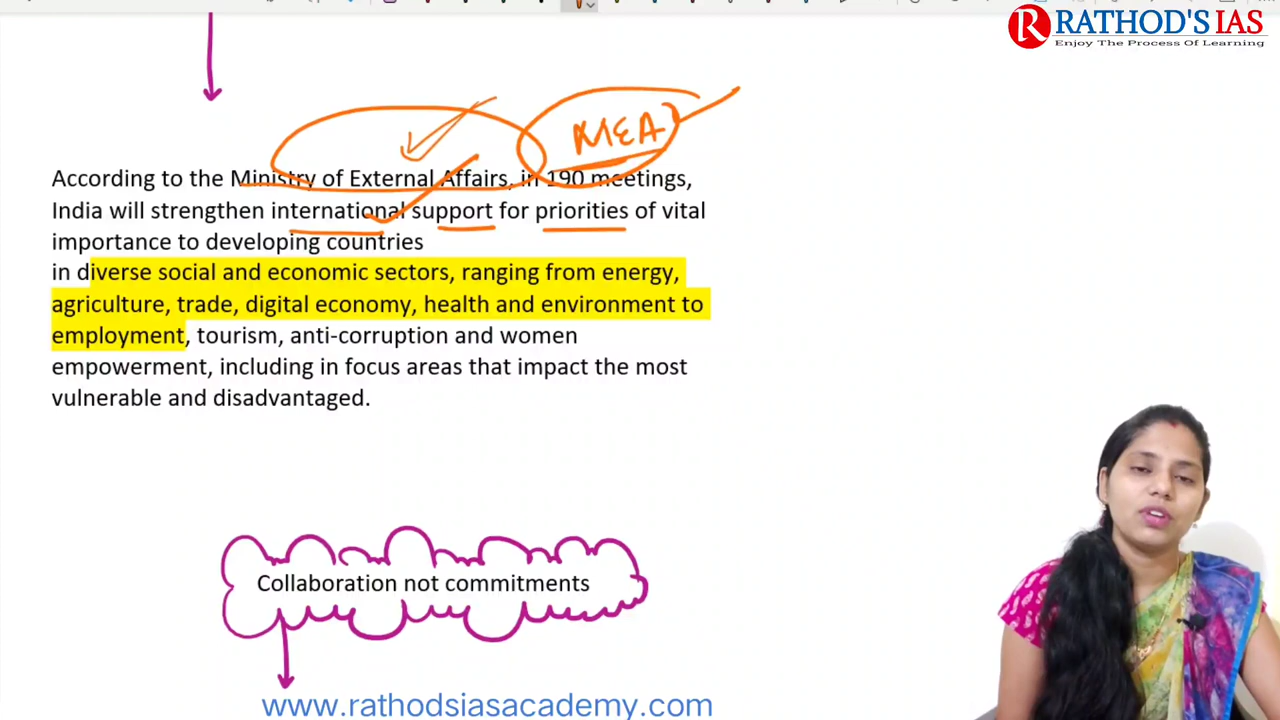 RATHOD'S IAS
Enjoy The Process Of Learning
MEA
According to the Ministry of External Affairs, in 190 meetings,
India will strengthen international support for priorities of vital
importance to developing countries
in diverse social and economic sectors, ranging from energy,
agriculture, trade, digital economy, health and environment to
employment, tourism, anti-corruption and women
empowerment, including in focus areas that impact the most
vulnerable and disadvantaged.
Collaboration not commitments
www.rathodsiasacademy.com